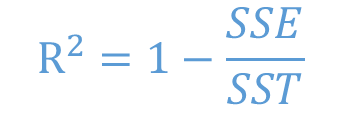 R² = 1 − SSE/SST